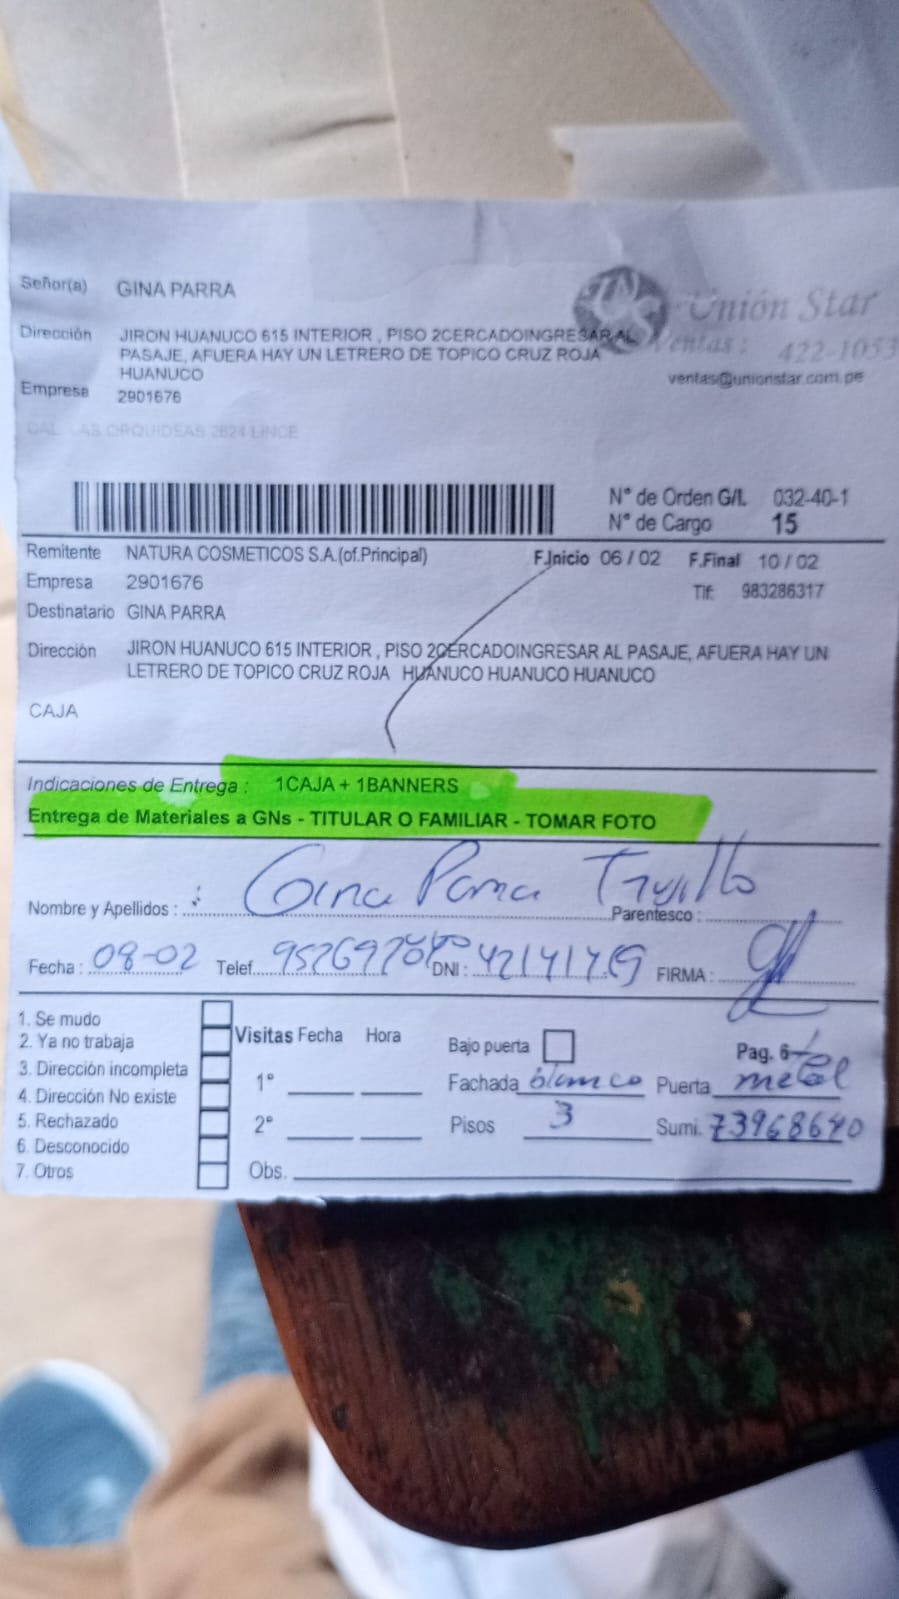 Señor(a) GINA PARRA
Unión Star
Dirección JIRON HUANUCO 615 INTERIOR , PISO 2CERCADOINGRESAR AL
Ventas : 422-1053
PASAJE, AFUERA HAY UN LETRERO DE TOPICO CRUZ ROJA
HUANUCO
ventas@unionstar.com.pe
Empresa 2901676
CAL. LAS ORQUIDEAS 2624 LINCE
N° de Orden G/L 032-40-1
N° de Cargo 15
Remitente NATURA COSMETICOS S.A.(of.Principal) F.Inicio 06 / 02 F.Final 10 / 02
Empresa 2901676 Tlf: 983286317
Destinatario GINA PARRA
Dirección JIRON HUANUCO 615 INTERIOR , PISO 2CERCADOINGRESAR AL PASAJE, AFUERA HAY UN
LETRERO DE TOPICO CRUZ ROJA HUANUCO HUANUCO HUANUCO
CAJA
Indicaciones de Entrega : 1CAJA + 1BANNERS
Entrega de Materiales a GNs - TITULAR O FAMILIAR - TOMAR FOTO
Nombre y Apellidos : Gina Parra Trujillo Parentesco :
Fecha : 08-02 Telef. DNI : FIRMA :
1. Se mudo
2. Ya no trabaja Visitas Fecha Hora Bajo puerta Pag. 6
3. Dirección incompleta 1° Fachada blanco Puerta metal
4. Dirección No existe
5. Rechazado 2° Pisos 3 Sumi. 73968640
6. Desconocido
7. Otros Obs.